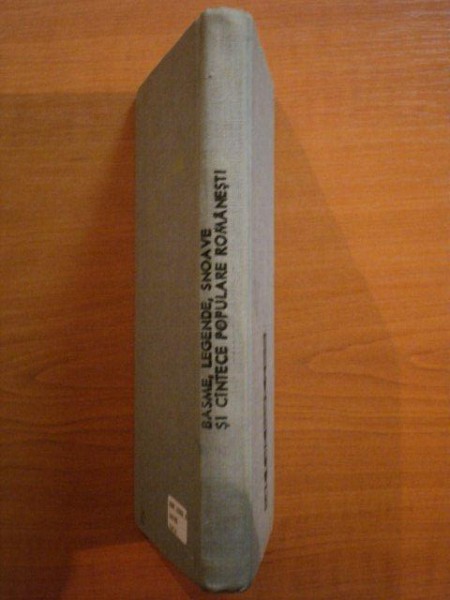 BASME, LEGENDE, SNOAVE
ŞI CÎNTECE POPULARE ROMÂNEŞTI